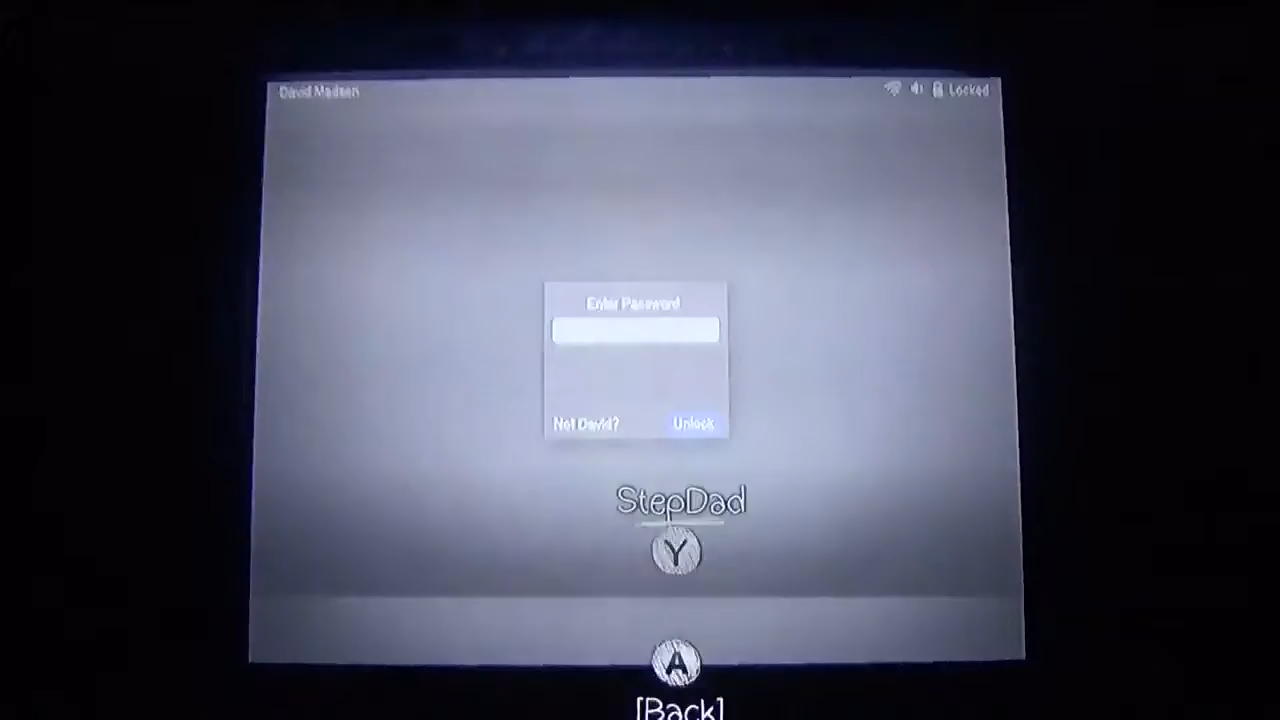 David Madsen
Locked
Enter Password
Not David?
Unlock
StepDad
Y
A
[Back]